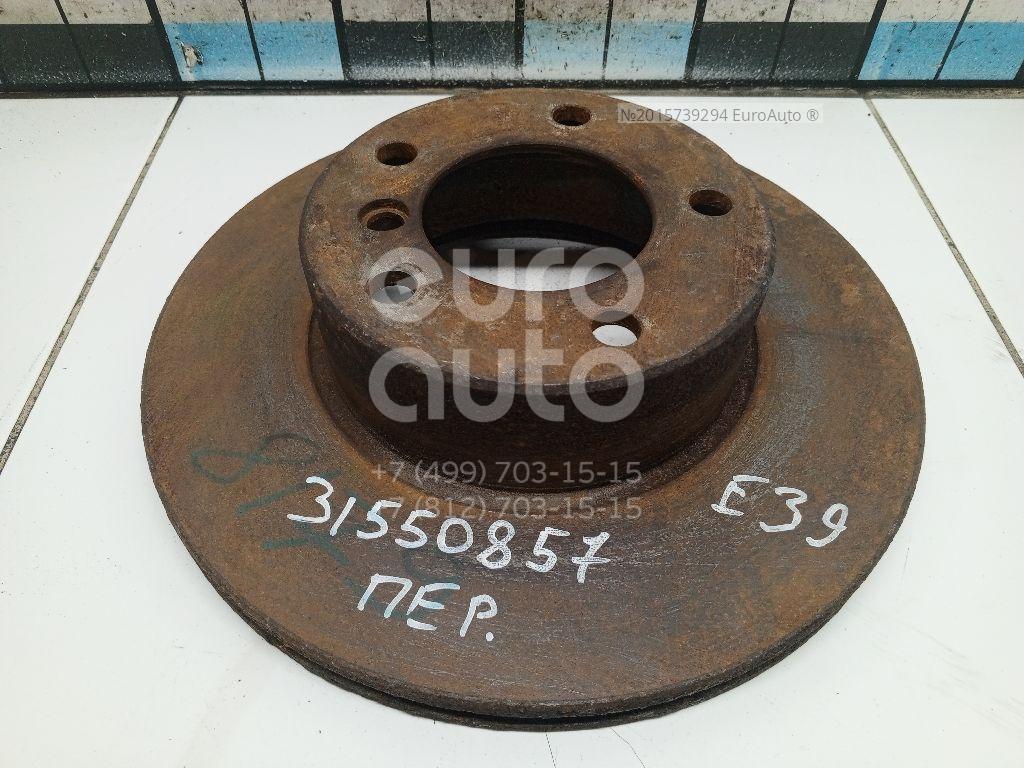 №2015739294 EuroAuto ®
euro
auto
+7 (499) 703-15-15
+7 (812) 703-15-15
31550857
E39
ПЕР.